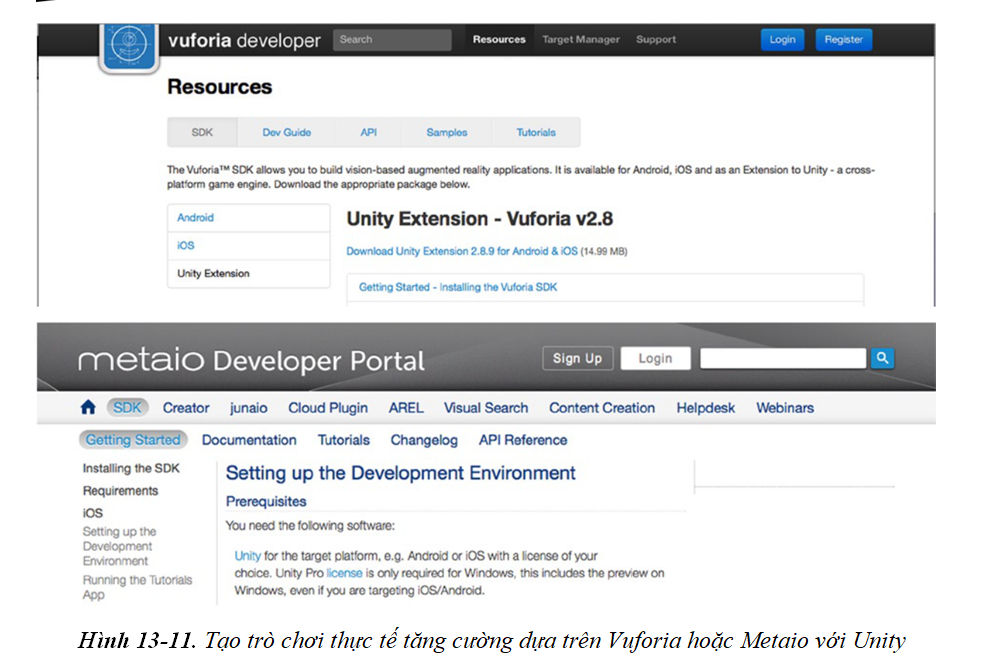 vuforia developer Search Resources Target Manager Support Login Register
Resources
SDK Dev Guide API Samples Tutorials
The Vuforia™ SDK allows you to build vision-based augmented reality applications. It is available for Android, iOS and as an Extension to Unity - a cross-
platform game engine. Download the appropriate package below.
Android
iOS
Unity Extension
Unity Extension - Vuforia v2.8
Download Unity Extension 2.8.9 for Android & iOS (14.99 MB)
Getting Started - Installing the Vuforia SDK
metaio Developer Portal Sign Up Login
SDK Creator junaio Cloud Plugin AREL Visual Search Content Creation Helpdesk Webinars
Getting Started Documentation Tutorials Changelog API Reference
Installing the SDK
Requirements
iOS
Setting up the
Development
Environment
Running the Tutorials
App
Setting up the Development Environment
Prerequisites
You need the following software:
Unity for the target platform, e.g. Android or iOS with a license of your
choice. Unity Pro license is only required for Windows, this includes the preview on
Windows, even if you are targeting iOS/Android.
Hình 13-11. Tạo trò chơi thực tế tăng cường dựa trên Vuforia hoặc Metaio với Unity